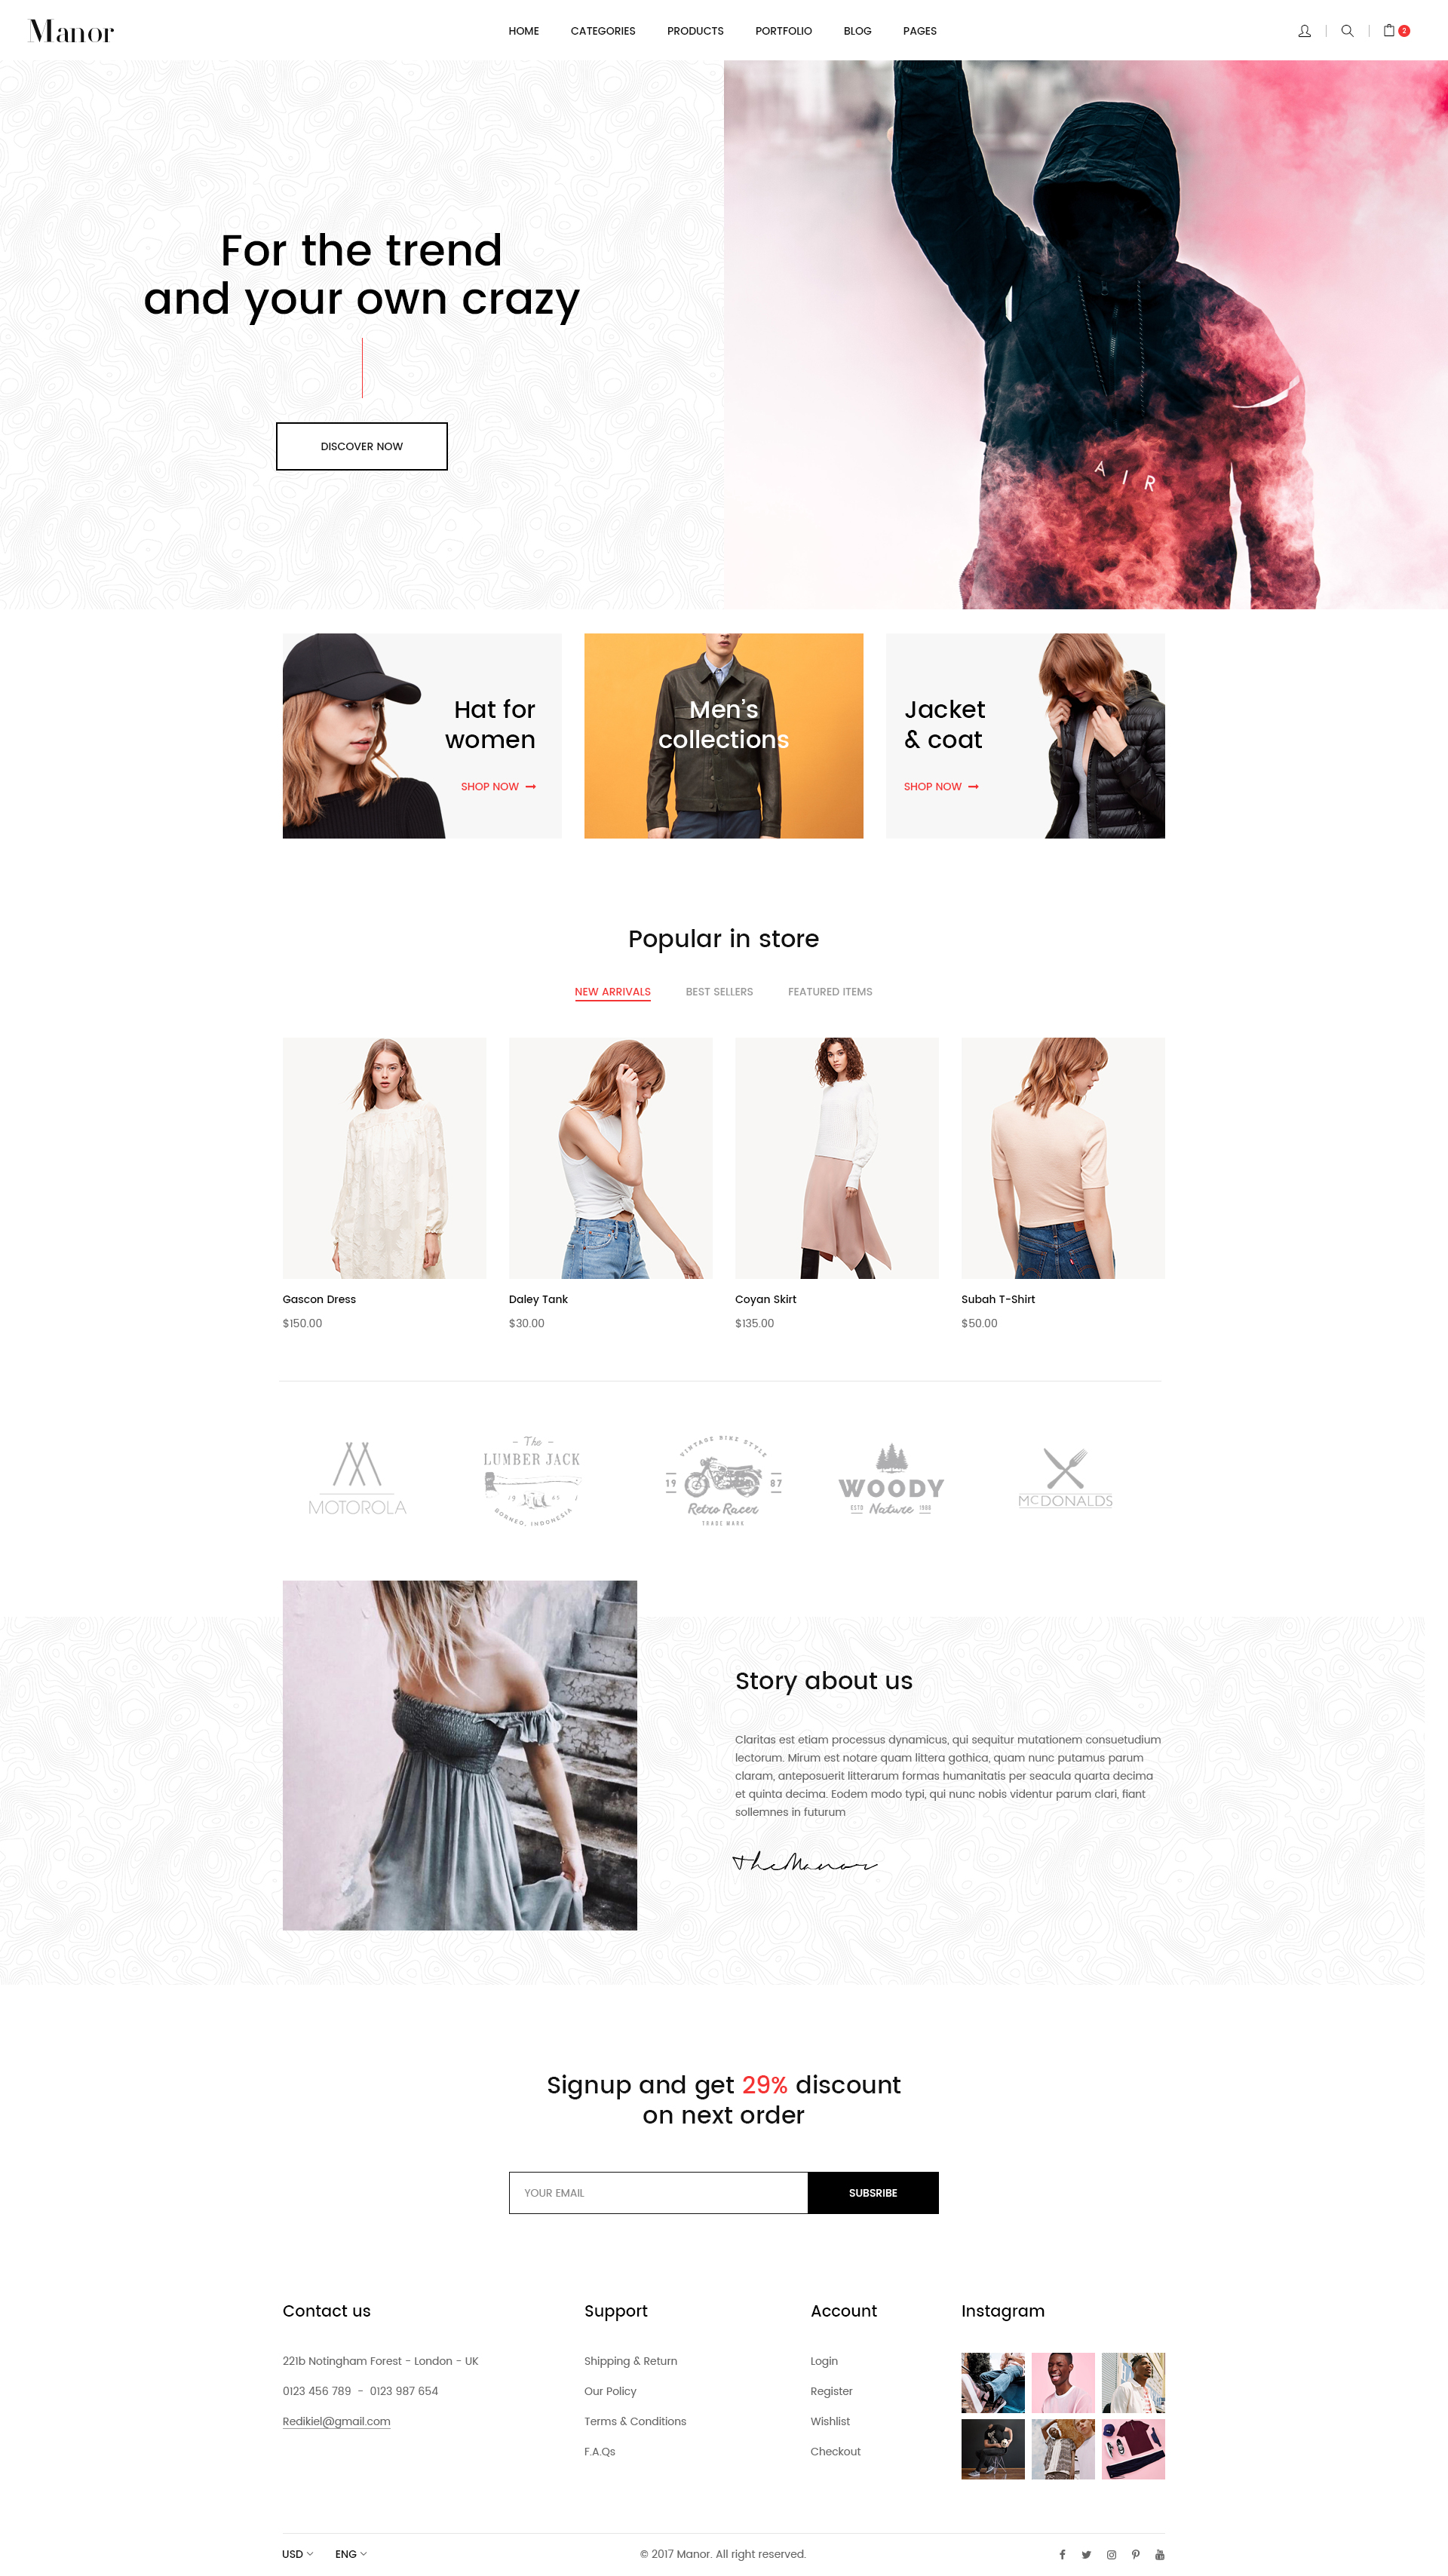 Manor
HOME CATEGORIES PRODUCTS PORTFOLIO BLOG PAGES
2
For the trend
and your own crazy
DISCOVER NOW
AIR
Hat for
women
SHOP NOW
Men's
collections
Jacket
& coat
SHOP NOW
Popular in store
NEW ARRIVALS BEST SELLERS FEATURED ITEMS
Gascon Dress
$150.00
Daley Tank
$30.00
Coyan Skirt
$135.00
Subah T-Shirt
$50.00
MOTOROLA
- The -
LUMBER JACK
BORNEO, INDONESIA
VINTAGE BIKE STYLE
19 87
Retro Racer
TRADE MARK
WOODY
ESTD Nature 1988
MCDONALDS
Story about us
Claritas est etiam processus dynamicus, qui sequitur mutationem consuetudium
lectorum. Mirum est notare quam littera gothica, quam nunc putamus parum
claram, anteposuerit litterarum formas humanitatis per seacula quarta decima
et quinta decima. Eodem modo typi, qui nunc nobis videntur parum clari, fiant
sollemnes in futurum
TheManor
Signup and get 29% discount
on next order
YOUR EMAIL SUBSRIBE
Contact us
221b Notingham Forest - London - UK
0123 456 789 - 0123 987 654
Redikiel@gmail.com
Support
Shipping & Return
Our Policy
Terms & Conditions
F.A.Qs
Account
Login
Register
Wishlist
Checkout
Instagram
USD ENG
© 2017 Manor. All right reserved.